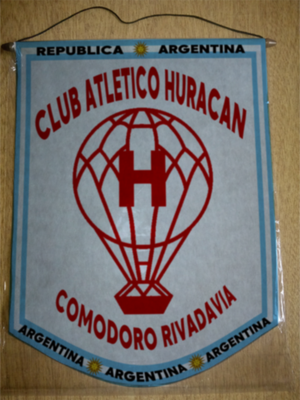 REPUBLICA ARGENTINA
CLUB ATLETICO HURACAN
H
COMODORO RIVADAVIA
ARGENTINA ARGENTINA ARGENTINA